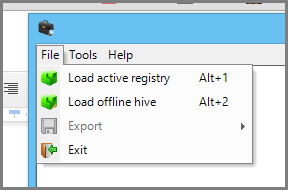 File Tools Help
Load active registry Alt+1
Load offline hive Alt+2
Export
Exit